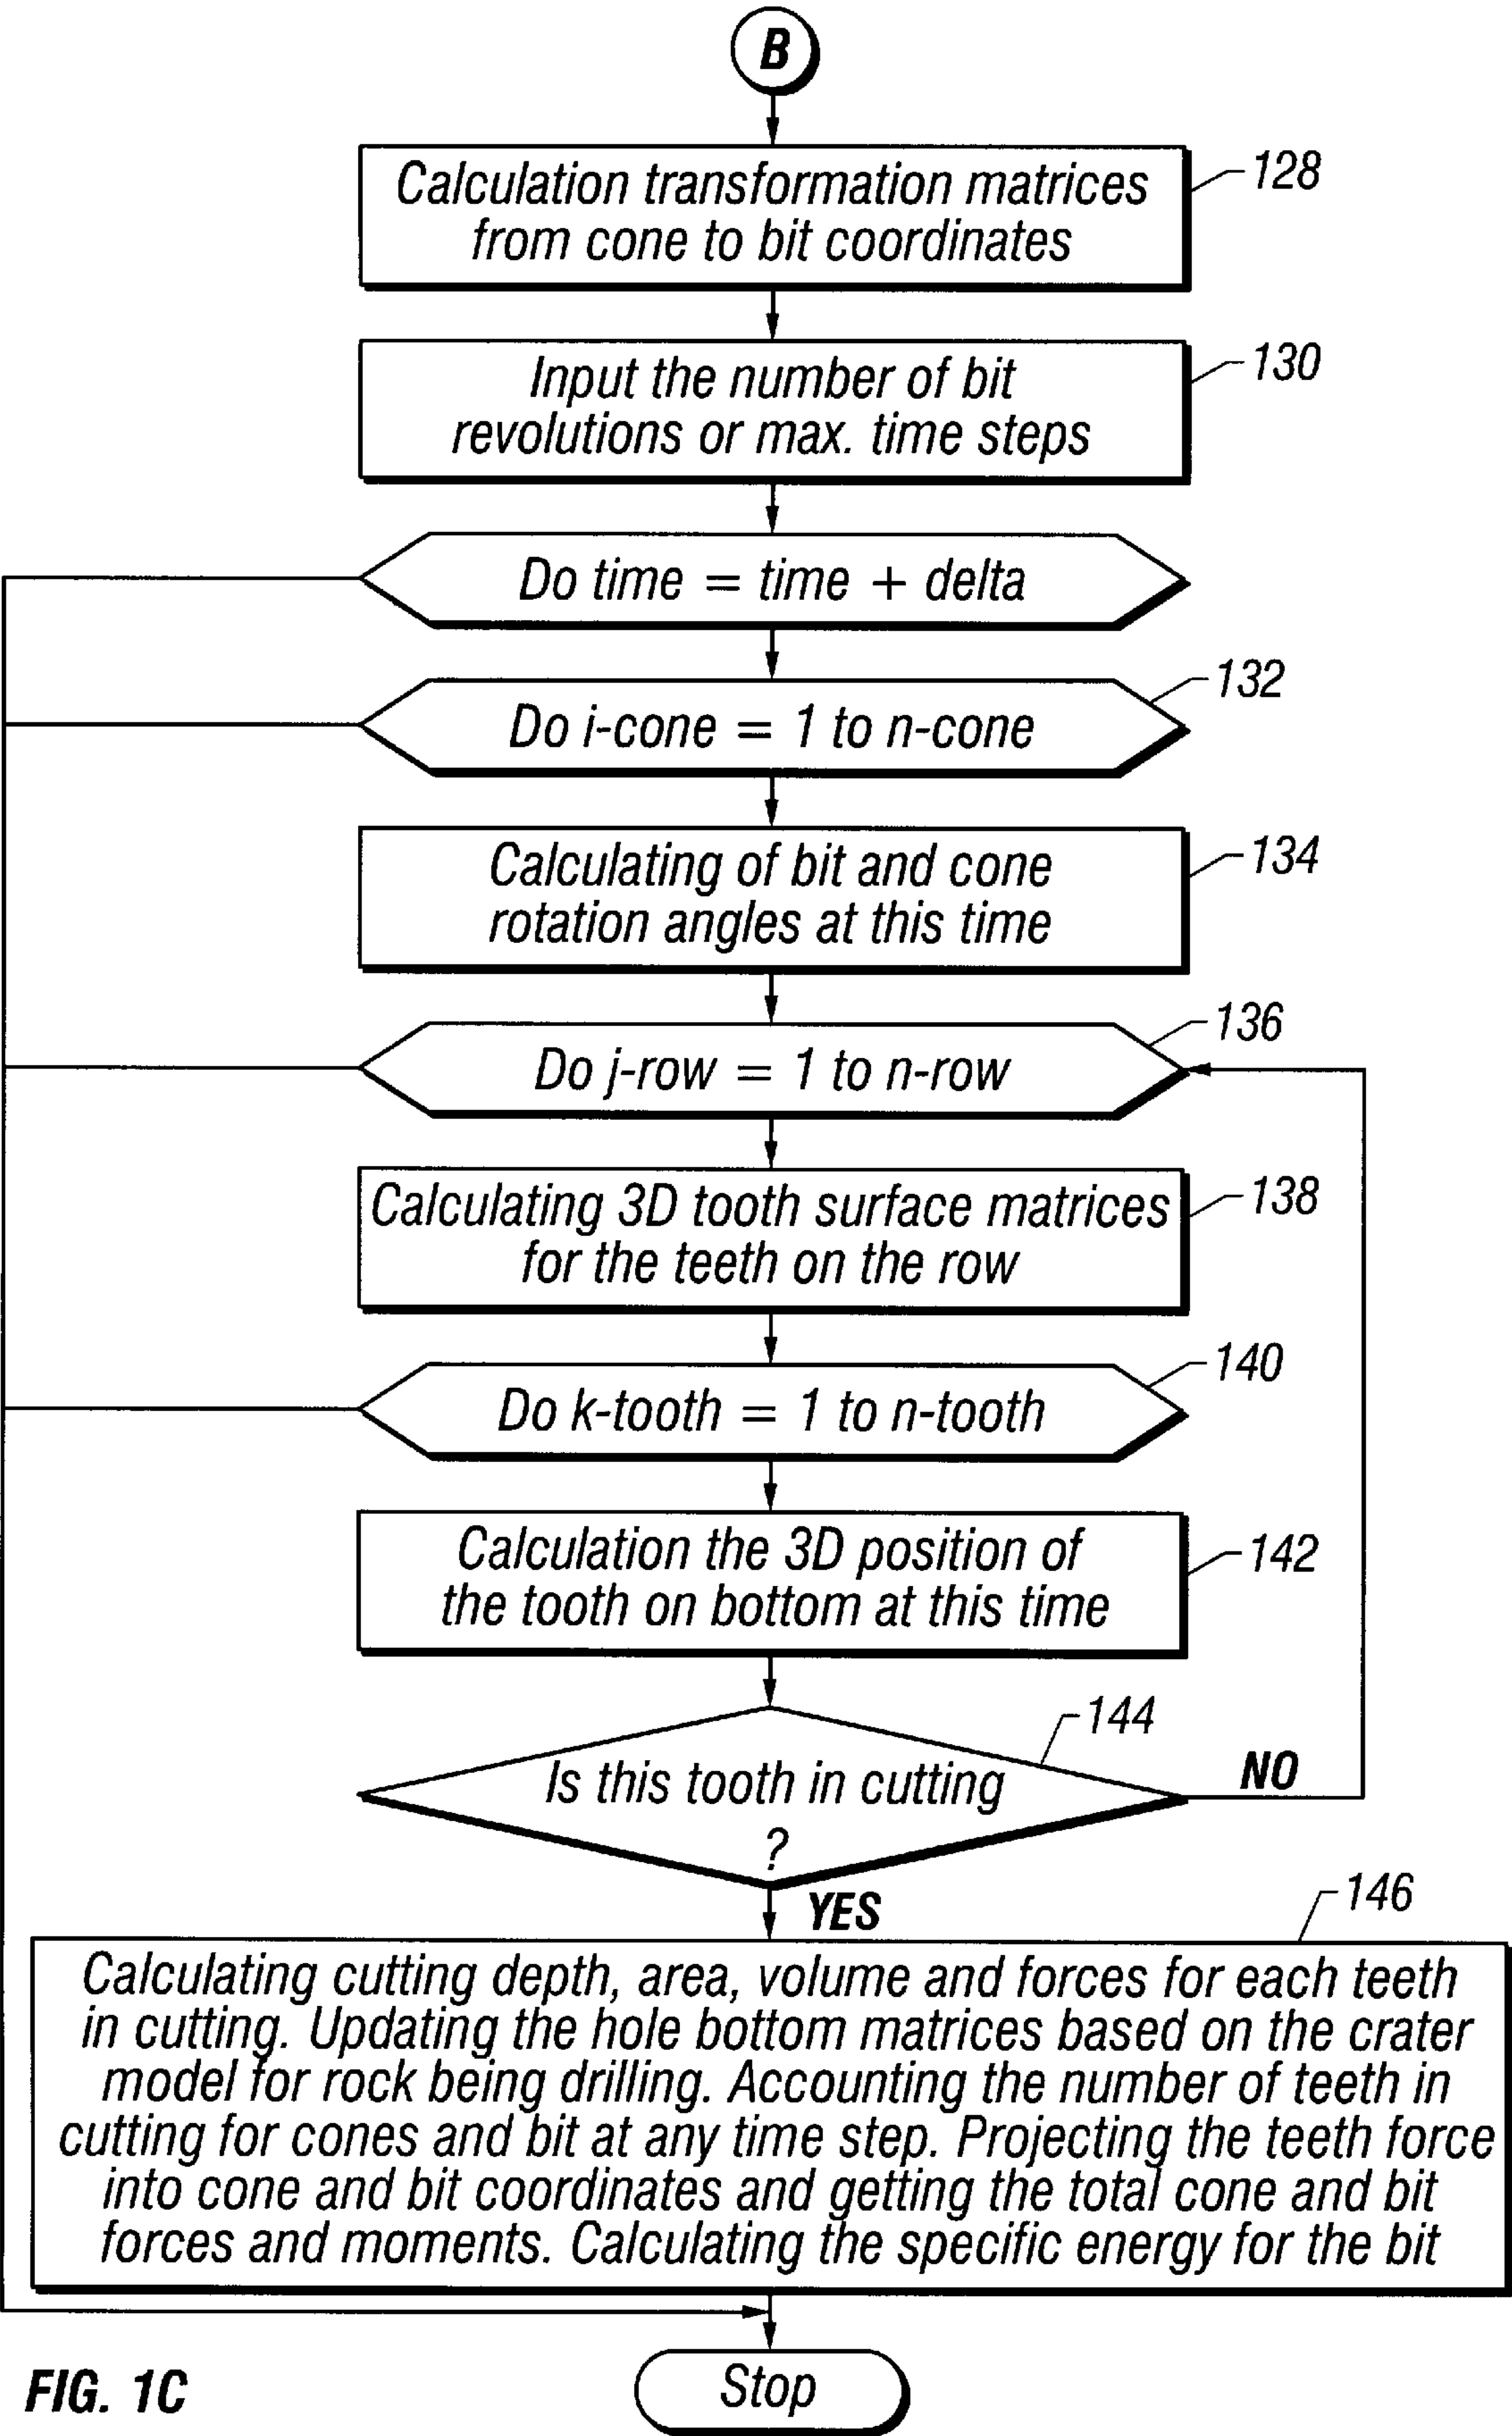 B
Calculation transformation matrices
from cone to bit coordinates
128
Input the number of bit
revolutions or max. time steps
130
Do time = time + delta
Do i-cone = 1 to n-cone
132
Calculating of bit and cone
rotation angles at this time
134
Do j-row = 1 to n-row
136
Calculating 3D tooth surface matrices
for the teeth on the row
138
Do k-tooth = 1 to n-tooth
140
Calculation the 3D position of
the tooth on bottom at this time
142
Is this tooth in cutting
?
144
NO
YES
146
Calculating cutting depth, area, volume and forces for each teeth
in cutting. Updating the hole bottom matrices based on the crater
model for rock being drilling. Accounting the number of teeth in
cutting for cones and bit at any time step. Projecting the teeth force
into cone and bit coordinates and getting the total cone and bit
forces and moments. Calculating the specific energy for the bit
Stop
FIG. 1C